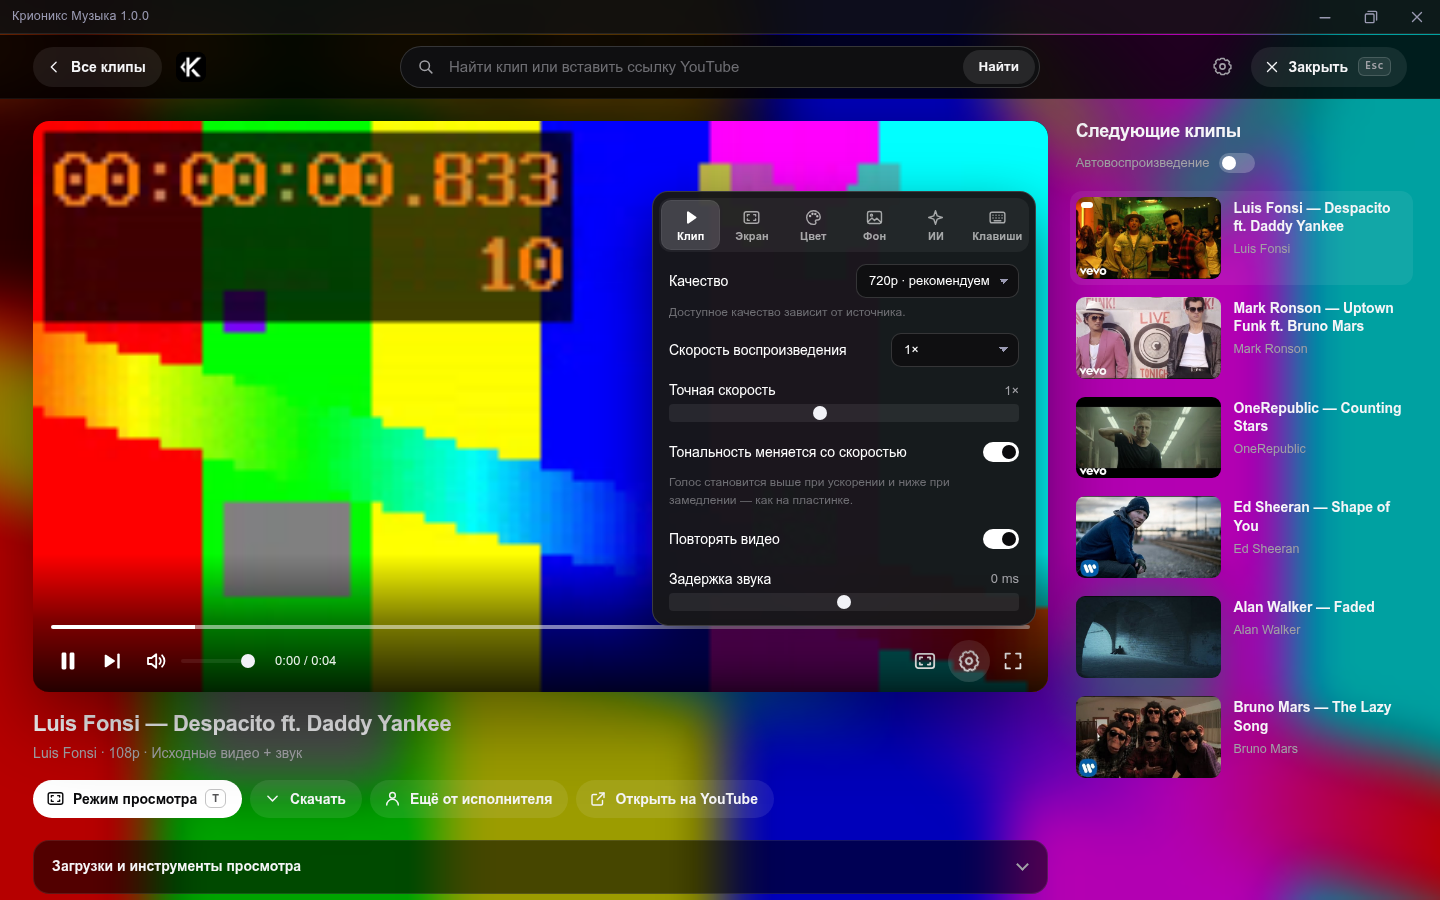 Крионикс Музыка 1.0.0
Все клипы
Найти клип или вставить ссылку YouTube
Найти
Закрыть Esc
00:00:00.833
10
Клип
Экран
Цвет
Фон
ИИ
Клавиши
Качество
720p · рекомендуем
Доступное качество зависит от источника.
Скорость воспроизведения
1×
Точная скорость
1×
Тональность меняется со скоростью
Голос становится выше при ускорении и ниже при
замедлении — как на пластинке.
Повторять видео
Задержка звука
0 ms
0:00 / 0:04
Luis Fonsi — Despacito ft. Daddy Yankee
Luis Fonsi · 108p · Исходные видео + звук
Режим просмотра T
Скачать
Ещё от исполнителя
Открыть на YouTube
Загрузки и инструменты просмотра
Следующие клипы
Автовоспроизведение
vevo
Luis Fonsi — Despacito
ft. Daddy Yankee
Luis Fonsi
LIVE
vevo
Mark Ronson — Uptown
Funk ft. Bruno Mars
Mark Ronson
vevo
OneRepublic — Counting
Stars
OneRepublic
Ed Sheeran — Shape of
You
Ed Sheeran
Alan Walker — Faded
Alan Walker
Bruno Mars — The Lazy
Song
Bruno Mars